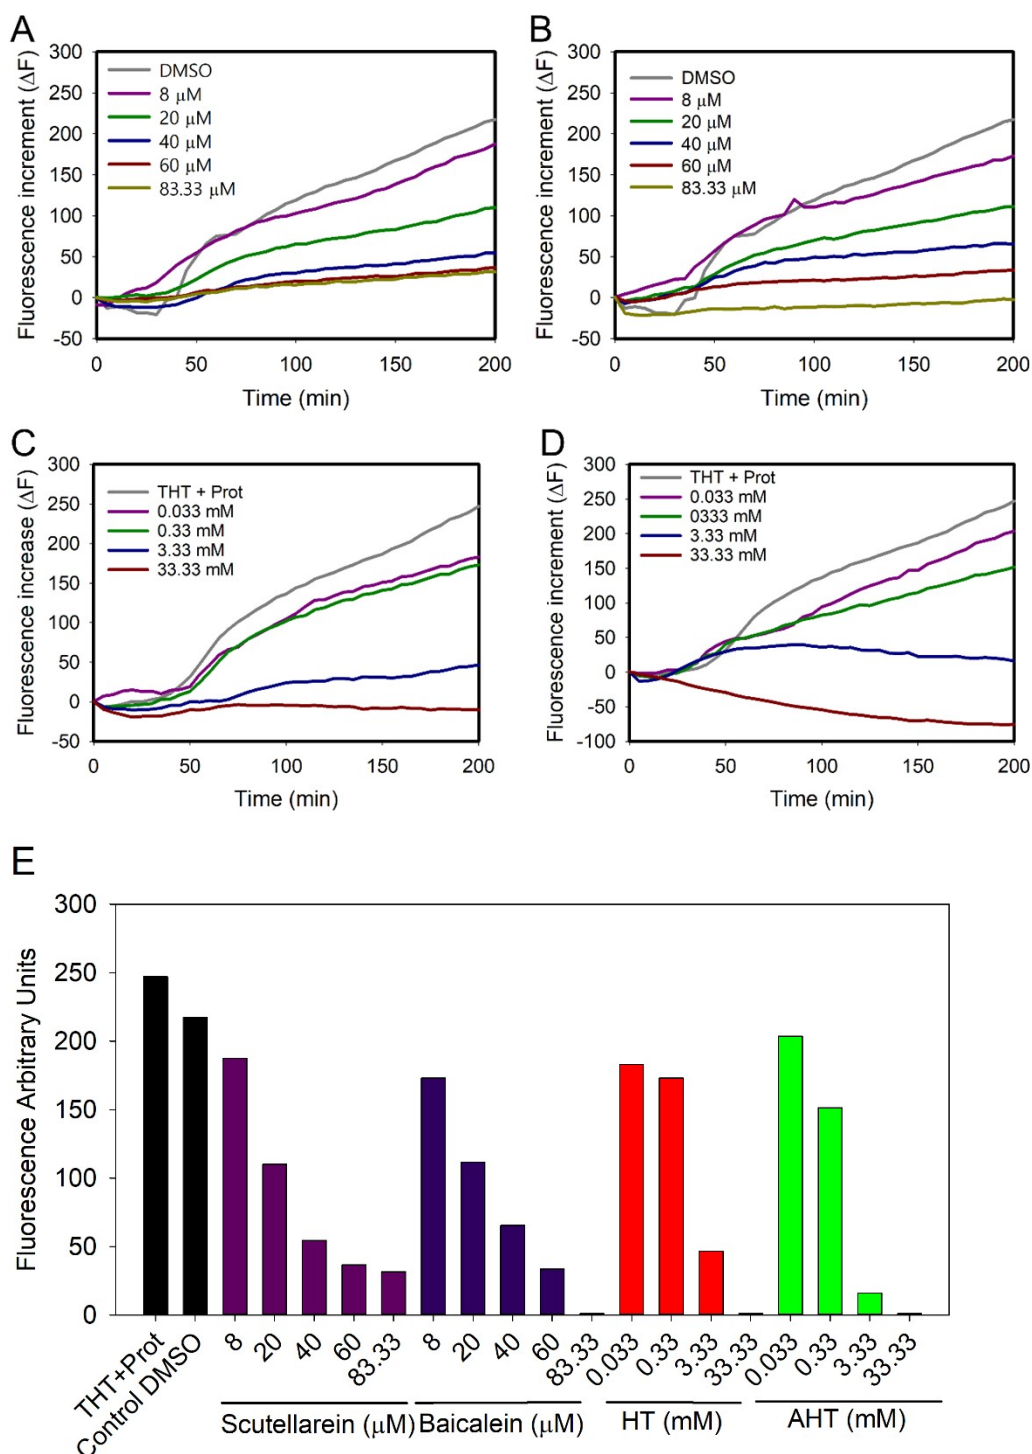 A
Fluorescence increment (ΔF)
300
250
200
150
100
50
0
-50
DMSO
8 μM
20 μM
40 μM
60 μM
83.33 μM
0
50
100
150
200
Time (min)
B
Fluorescence increment (ΔF)
300
250
200
150
100
50
0
-50
DMSO
8 μM
20 μM
40 μM
60 μM
83.33 μM
0
50
100
150
200
Time (min)
C
Fluorescence increase (ΔF)
300
250
200
150
100
50
0
-50
THT + Prot
0.033 mM
0.33 mM
3.33 mM
33.33 mM
0
50
100
150
200
Time (min)
D
Fluorescence increment (ΔF)
300
250
200
150
100
50
0
-50
-100
THT + Prot
0.033 mM
0333 mM
3.33 mM
33.33 mM
0
50
100
150
200
Time (min)
E
Fluorescence Arbitrary Units
300
250
200
150
100
50
0
THT+Prot
Control DMSO
8
20
40
60
83.33
8
20
40
60
83.33
0.033
0.33
3.33
33.33
0.033
0.33
3.33
33.33
Scutellarein (μM)
Baicalein (μM)
HT (mM)
AHT (mM)